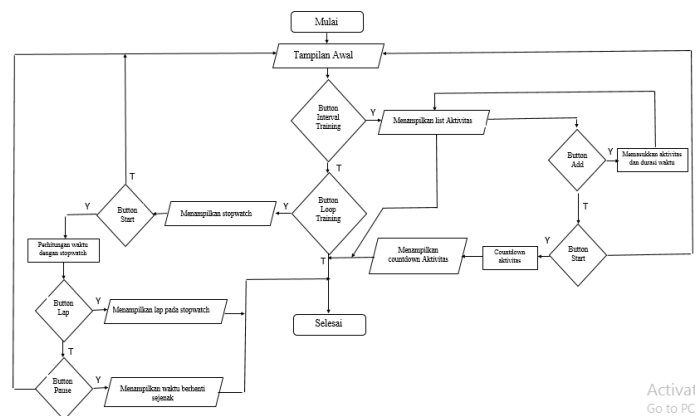 Mulai
Tampilan Awal
Button
Interval
Training
Y
Menampilkan list Aktivitas
Button
Add
Y
Memasukkan aktivitas
dan durasi waktu
T
T
T
Button
Loop
Training
Y
Menampilkan stopwatch
Button
Start
Y
Perhitungan waktu
dengan stopwatch
Button
Start
Y
Countdown
aktivitas
Menampilkan
countdown Aktivitas
T
Button
Lap
Y
Menampilkan lap pada stopwatch
Selesai
T
Button
Pause
Y
Menampilkan waktu berhenti
sejenak
Activat
Go to PC